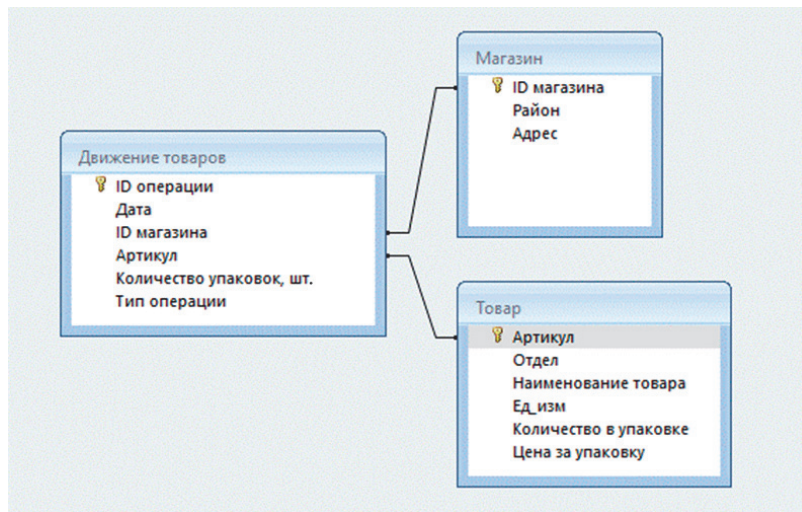 Магазин
ID магазина
Район
Адрес
Движение товаров
ID операции
Дата
ID магазина
Артикул
Количество упаковок, шт.
Тип операции
Товар
Артикул
Отдел
Наименование товара
Ед_изм
Количество в упаковке
Цена за упаковку